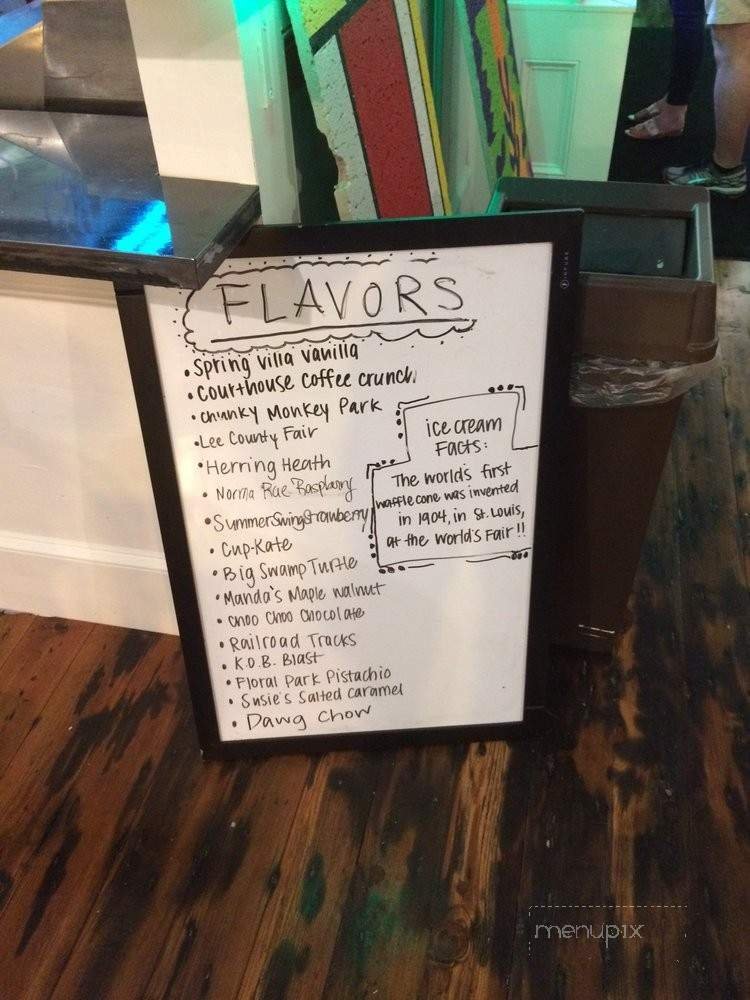 FLAVORS
• Spring Villa Vanilla
• Courthouse Coffee Crunch
• Chunky Monkey Park
• Lee County Fair
• Herring Heath
• Norma Rae Raspberry
• Summer Swing Strawberry
• Cup-Kate
• Big Swamp Turtle
• Manda's Maple Walnut
• Choo Choo Chocolate
• Railroad Tracks
• K.O.B. Blast
• Floral Park Pistachio
• Susie's Salted Caramel
• Dawg Chow
ice cream
Facts:
The world's first
waffle cone was invented
in 1904, in St. Louis,
at the World's Fair!!
menupix